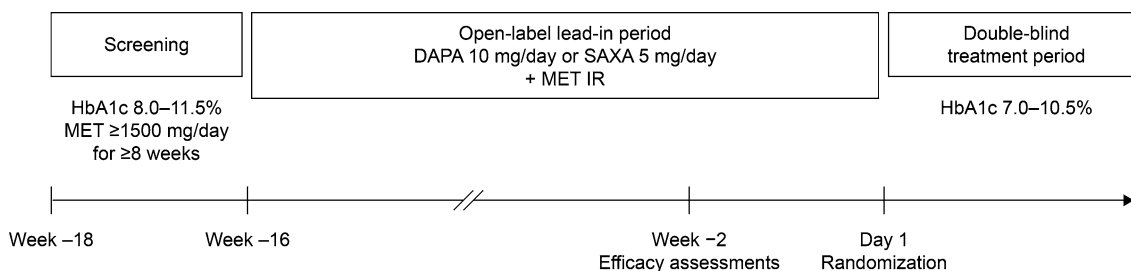 Screening
Open-label lead-in period
DAPA 10 mg/day or SAXA 5 mg/day
+ MET IR
Double-blind
treatment period
HbA1c 8.0–11.5%
MET ≥1500 mg/day
for ≥8 weeks
HbA1c 7.0–10.5%
Week –18
Week –16
Week −2
Efficacy assessments
Day 1
Randomization